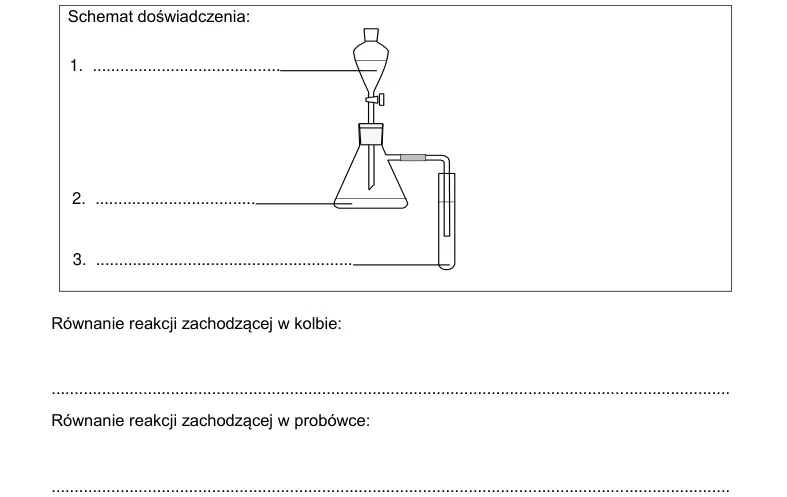 Schemat doświadczenia:
1. ........................................
2. ...................................
3. ........................................................
Równanie reakcji zachodzącej w kolbie:
....................................................................................................................................................
Równanie reakcji zachodzącej w probówce:
....................................................................................................................................................